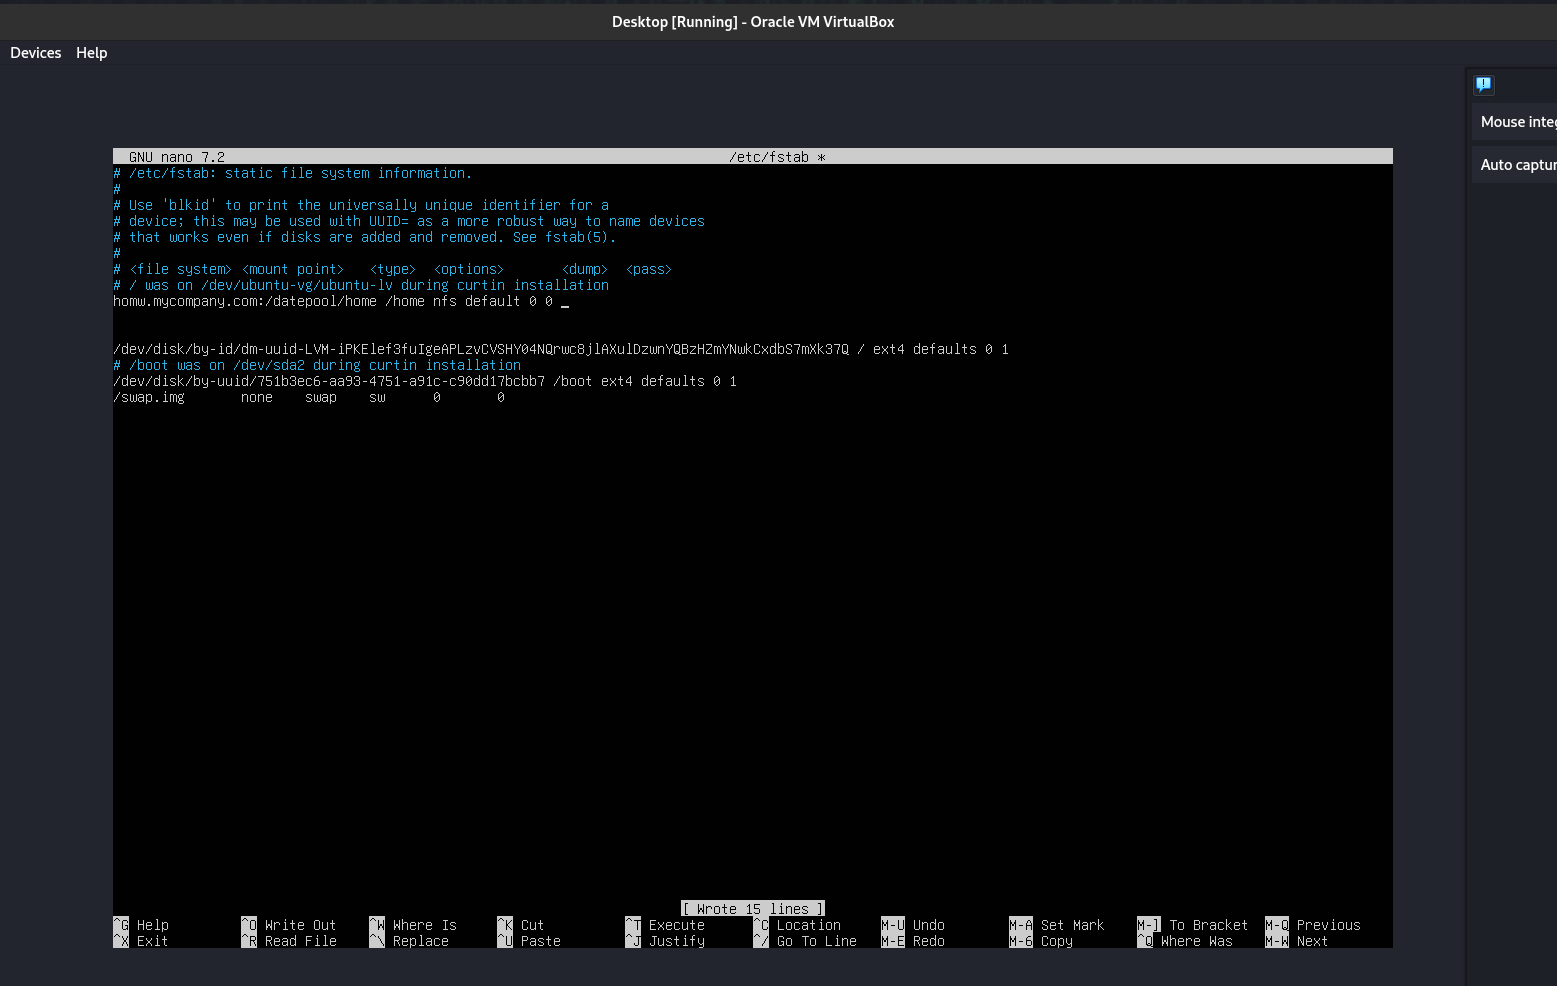 Desktop [Running] - Oracle VM VirtualBox
Devices Help
Mouse integ
Auto captur
GNU nano 7.2 /etc/fstab *
# /etc/fstab: static file system information.
#
# Use 'blkid' to print the universally unique identifier for a
# device; this may be used with UUID= as a more robust way to name devices
# that works even if disks are added and removed. See fstab(5).
#
# <file system> <mount point> <type> <options> <dump> <pass>
# / was on /dev/ubuntu-vg/ubuntu-lv during curtin installation
homw.mycompany.com:/datepool/home /home nfs default 0 0 _
/dev/disk/by-id/dm-uuid-LVM-iPKElef3fuIgeAPLzvCVSHY04NQrwc8jlAXulDzwnYQBzHZmYNwkCxdbS7mXk37Q / ext4 defaults 0 1
# /boot was on /dev/sda2 during curtin installation
/dev/disk/by-uuid/751b3ec6-aa93-4751-a91c-c90dd17bcbb7 /boot ext4 defaults 0 1
/swap.img none swap sw 0 0
[ Wrote 15 lines ]
^G Help ^O Write Out ^W Where Is ^K Cut ^T Execute ^C Location M-U Undo M-A Set Mark M-] To Bracket M-Q Previous
^X Exit ^R Read File ^\ Replace ^U Paste ^J Justify ^/ Go To Line M-E Redo M-6 Copy ^Q Where Was M-W Next